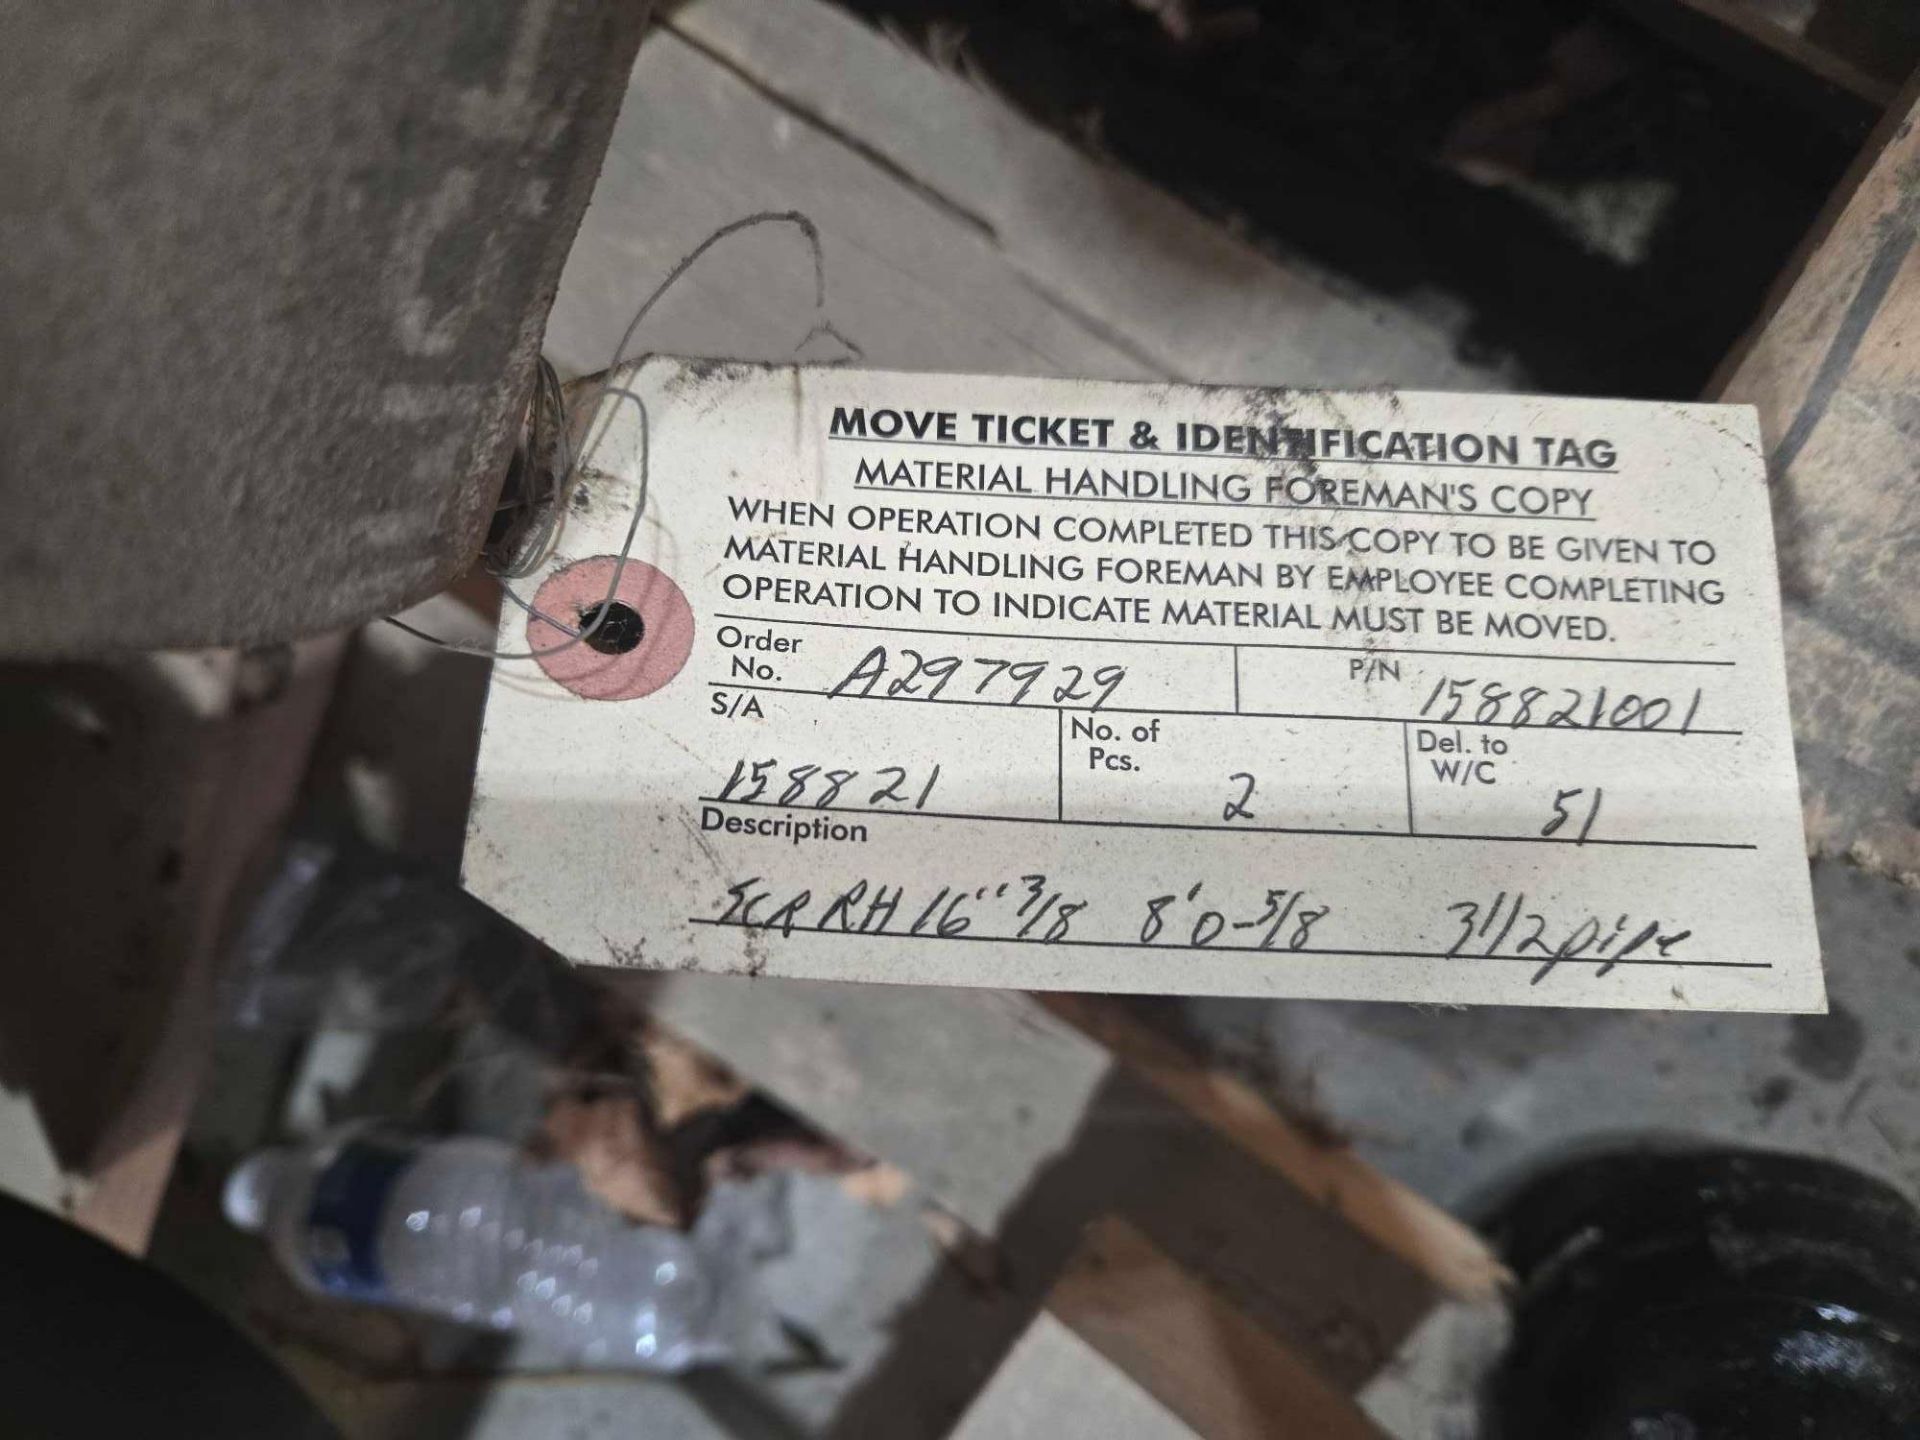 MOVE TICKET & IDENTIFICATION TAG
MATERIAL HANDLING FOREMAN'S COPY
WHEN OPERATION COMPLETED THIS COPY TO BE GIVEN TO
MATERIAL HANDLING FOREMAN BY EMPLOYEE COMPLETING
OPERATION TO INDICATE MATERIAL MUST BE MOVED.
Order No. A297929 P/N 158821001
S/A 158821 No. of Pcs. 2 Del. to W/C 51
Description
SCR RH 16" 3/8 8'0-5/8 3 1/2 pipe